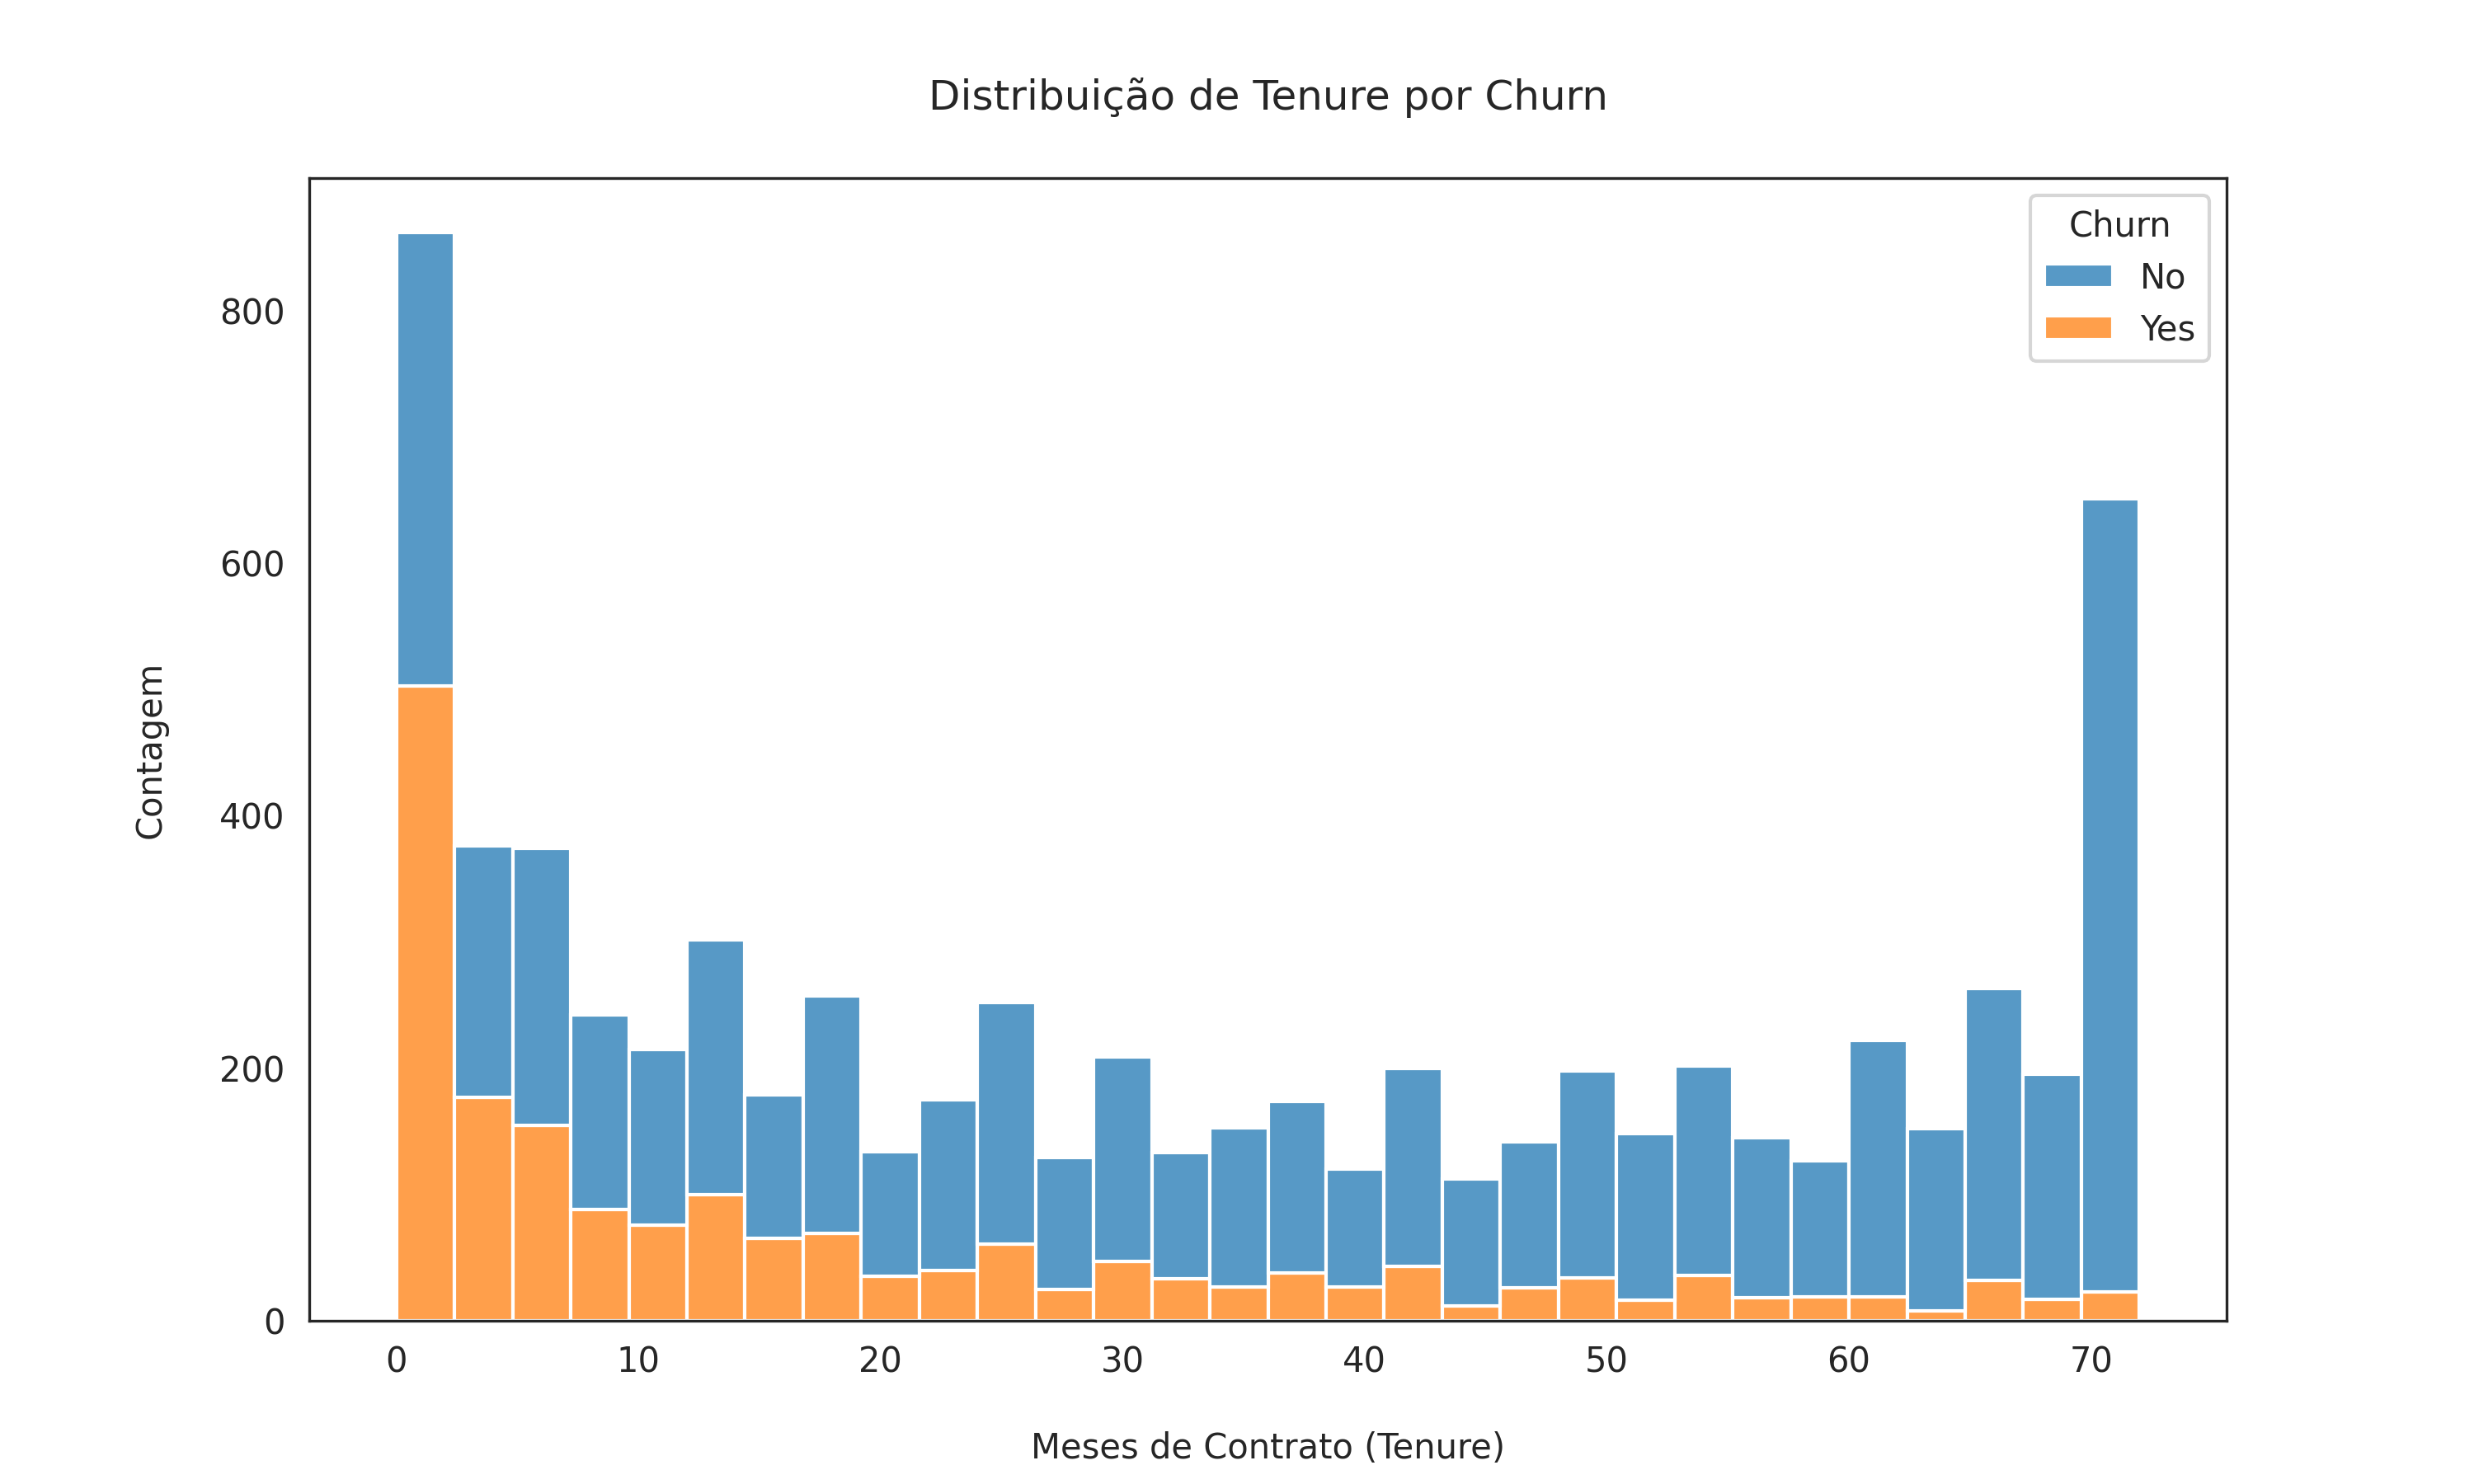 Distribuição de Tenure por Churn
Churn
No
Yes
800
600
400
200
0
Contagem
0 10 20 30 40 50 60 70
Meses de Contrato (Tenure)